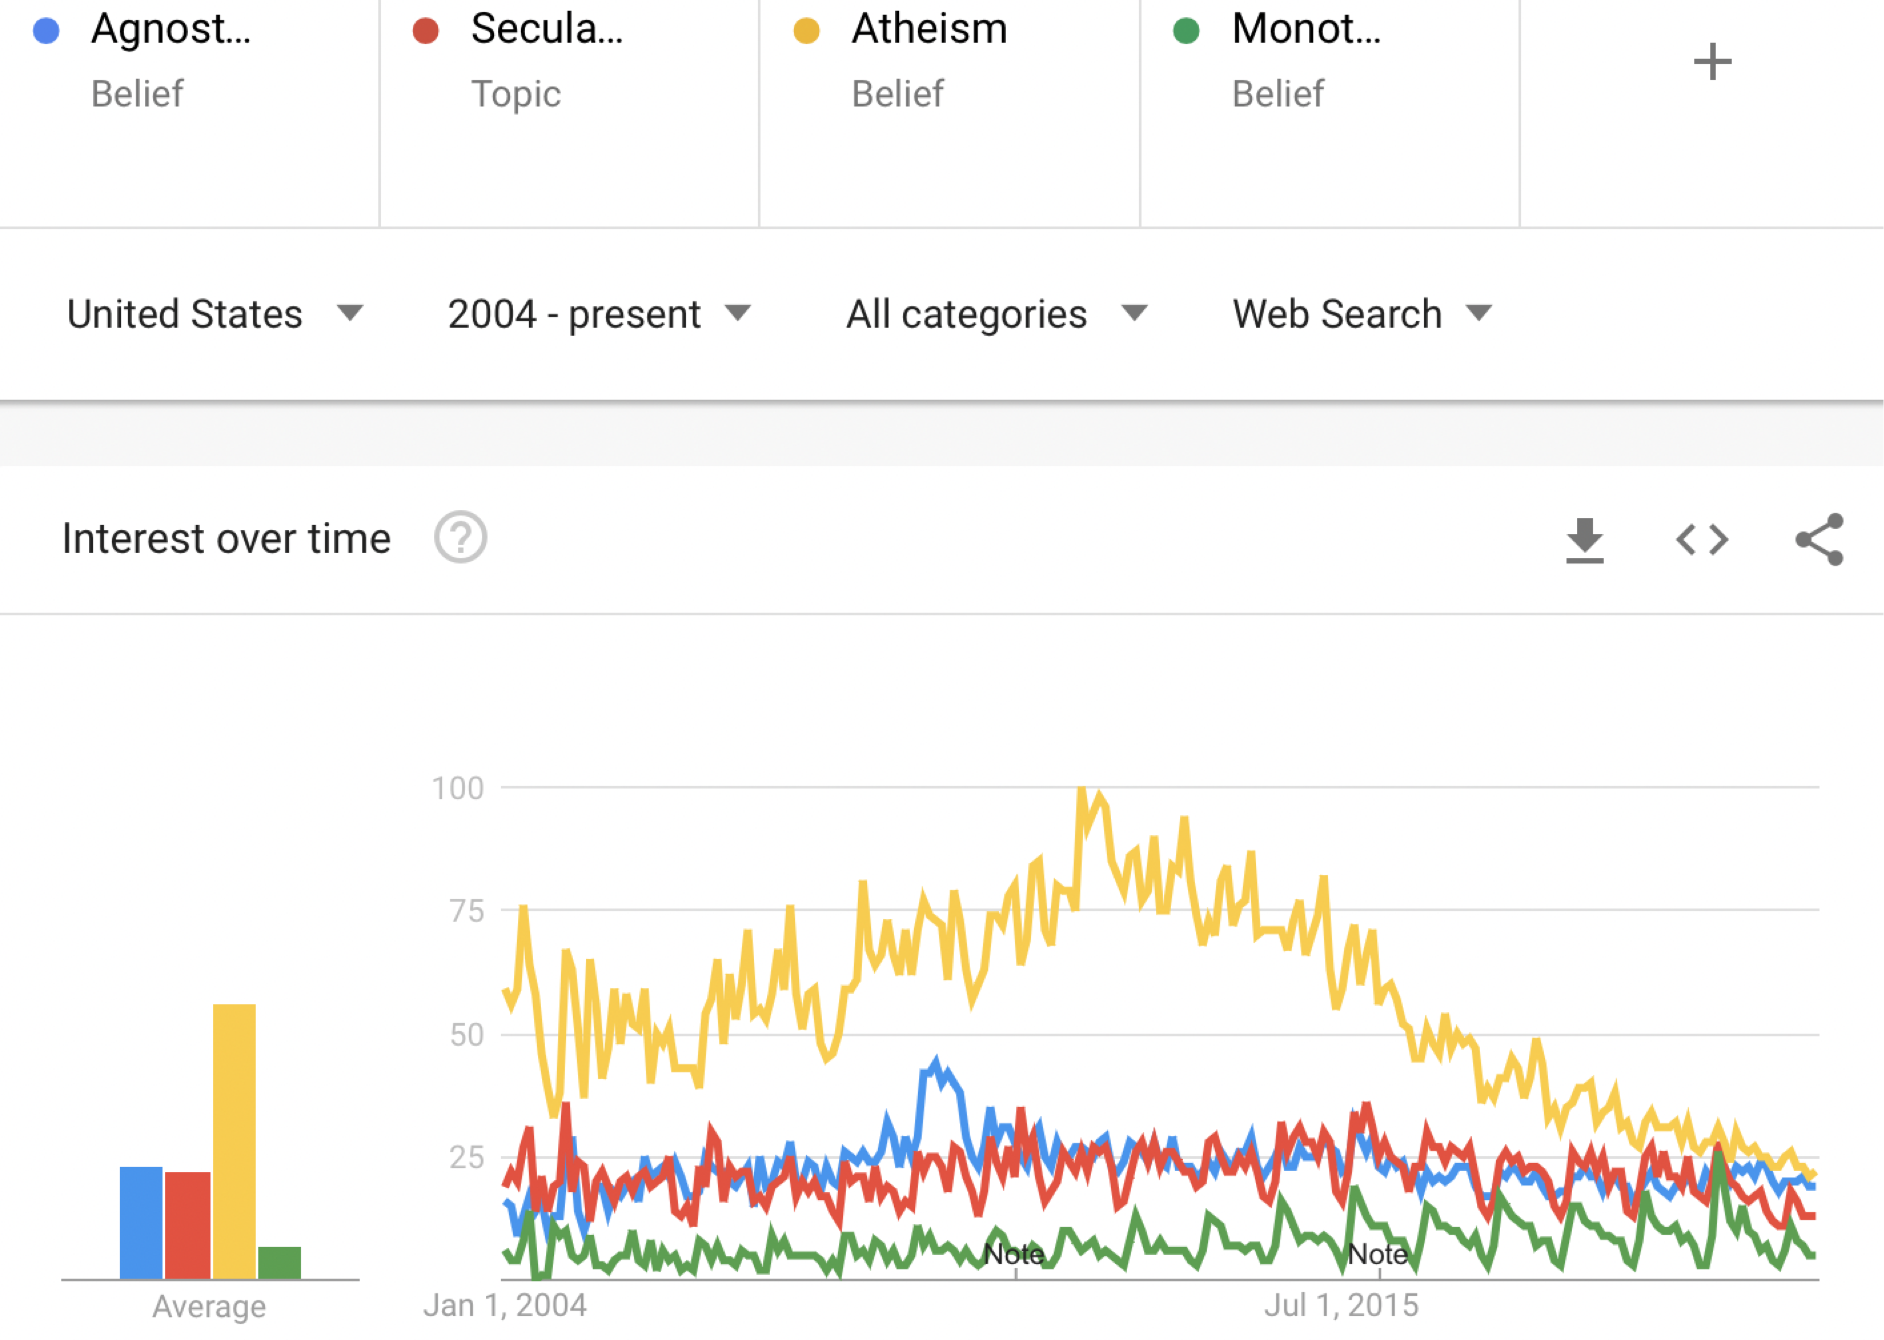 Agnost...
Secula...
Atheism
Monot...
Belief
Topic
Belief
Belief
United States
2004 - present
All categories
Web Search
Interest over time
?
100
75
50
25
Note
Note
Average
Jan 1, 2004
Jul 1, 2015